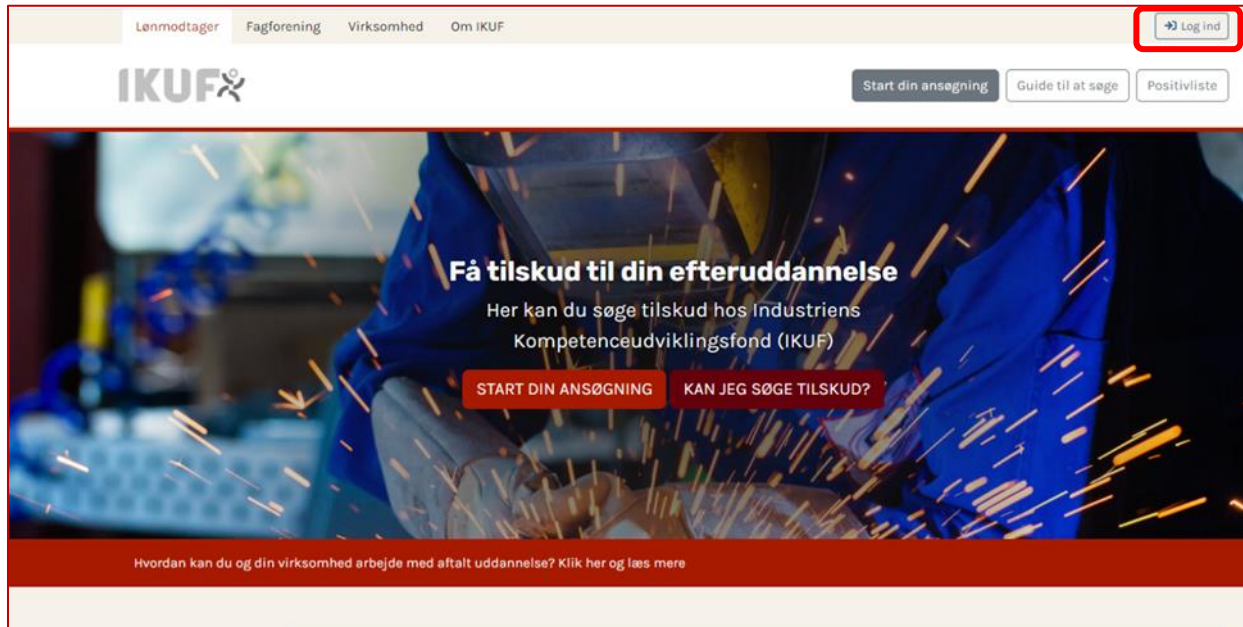 Lønmodtager Fagforening Virksomhed Om IKUF Log ind
IKUF
Start din ansøgning Guide til at søge Positivliste
Få tilskud til din efteruddannelse
Her kan du søge tilskud hos Industriens
Kompetenceudviklingsfond (IKUF)
START DIN ANSØGNING KAN JEG SØGE TILSKUD?
Hvordan kan du og din virksomhed arbejde med aftalt uddannelse? Klik her og læs mere